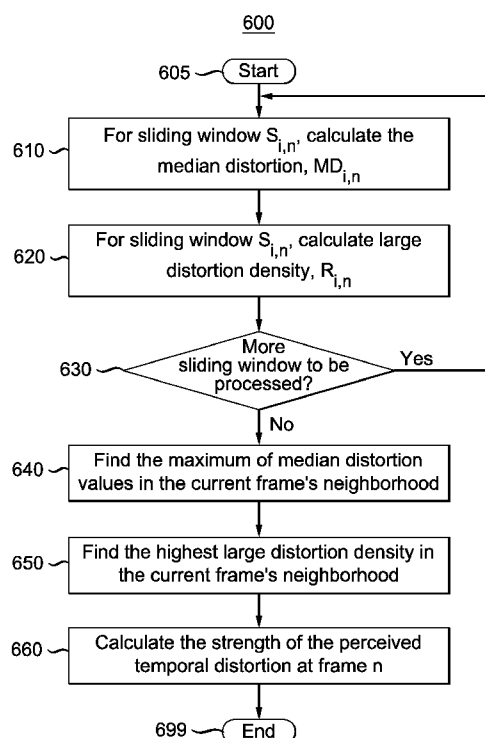 600
605
Start
610
For sliding window S_{i,n}, calculate the
median distortion, MD_{i,n}
620
For sliding window S_{i,n}, calculate large
distortion density, R_{i,n}
630
More
sliding window to be
processed?
Yes
No
640
Find the maximum of median distortion
values in the current frame's neighborhood
650
Find the highest large distortion density in
the current frame's neighborhood
660
Calculate the strength of the perceived
temporal distortion at frame n
699
End